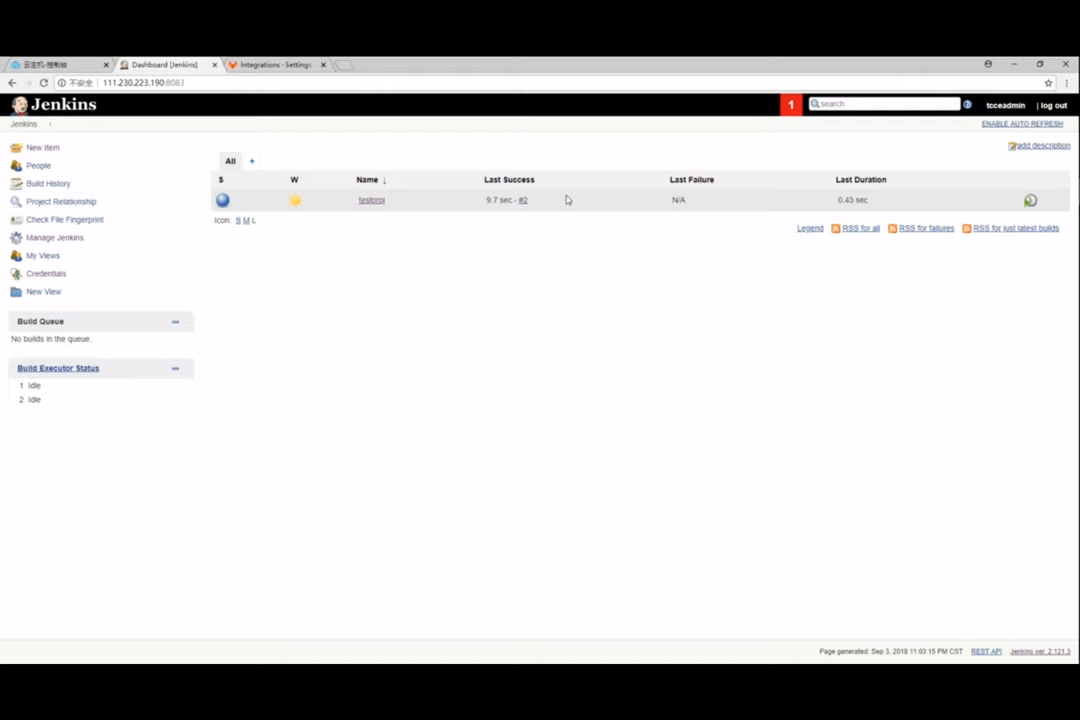 云主机-控制台
Dashboard [Jenkins]
Integrations · Settings
不安全 | 111.230.223.190:8083
Jenkins
1
search
tcceadmin | log out
Jenkins
ENABLE AUTO REFRESH
add description
New Item
People
Build History
Project Relationship
Check File Fingerprint
Manage Jenkins
My Views
Credentials
New View
Build Queue
No builds in the queue.
Build Executor Status
1 Idle
2 Idle
All +
S W Name ↓ Last Success Last Failure Last Duration
testproj 9.7 sec - #2 N/A 0.43 sec
Icon: S M L
Legend RSS for all RSS for failures RSS for just latest builds
Page generated: Sep 3, 2018 11:03:15 PM CST REST API Jenkins ver. 2.121.3